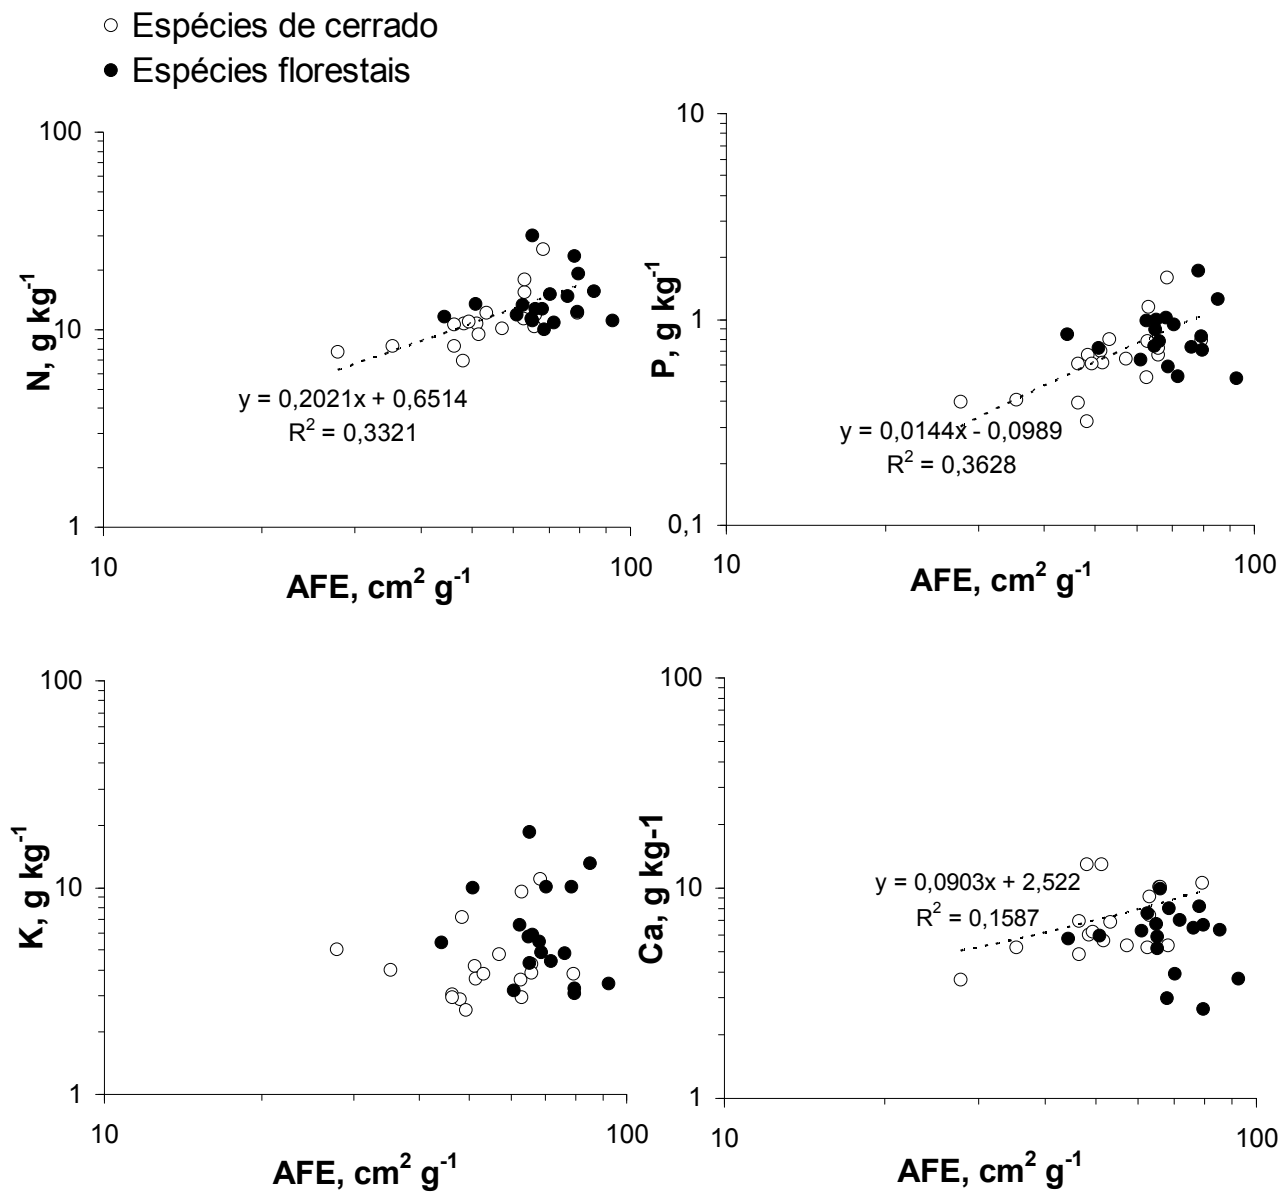 Espécies de cerrado
Espécies florestais
100
10
1
N, g kg⁻¹
y = 0,2021x + 0,6514
R² = 0,3321
10
100
AFE, cm² g⁻¹
10
1
0,1
P, g kg⁻¹
y = 0,0144x - 0,0989
R² = 0,3628
10
100
AFE, cm² g⁻¹
100
10
1
K, g kg⁻¹
10
100
AFE, cm² g⁻¹
100
10
1
Ca, g kg-1
y = 0,0903x + 2,522
R² = 0,1587
10
100
AFE, cm² g⁻¹